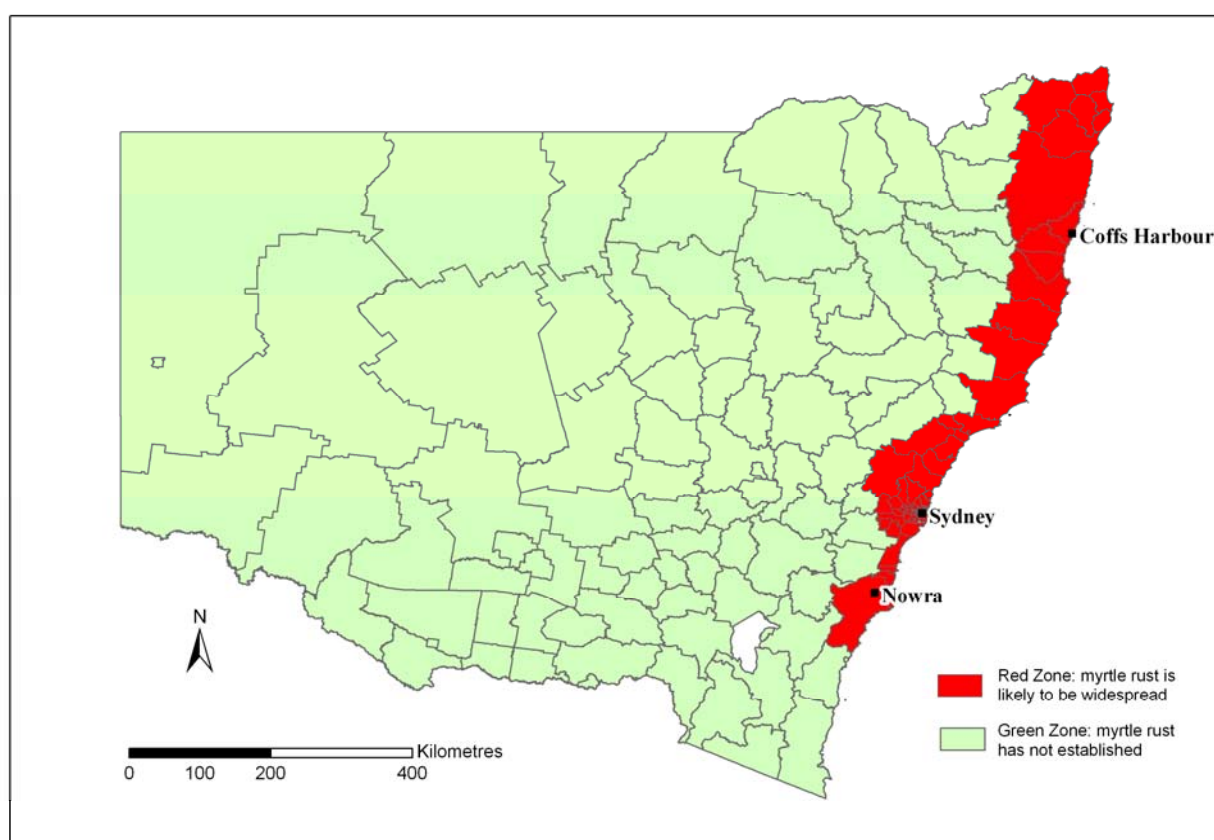 Coffs Harbour
Sydney
Nowra
N
Red Zone: myrtle rust is
likely to be widespread
Green Zone: myrtle rust
has not established
Kilometres
0 100 200 400